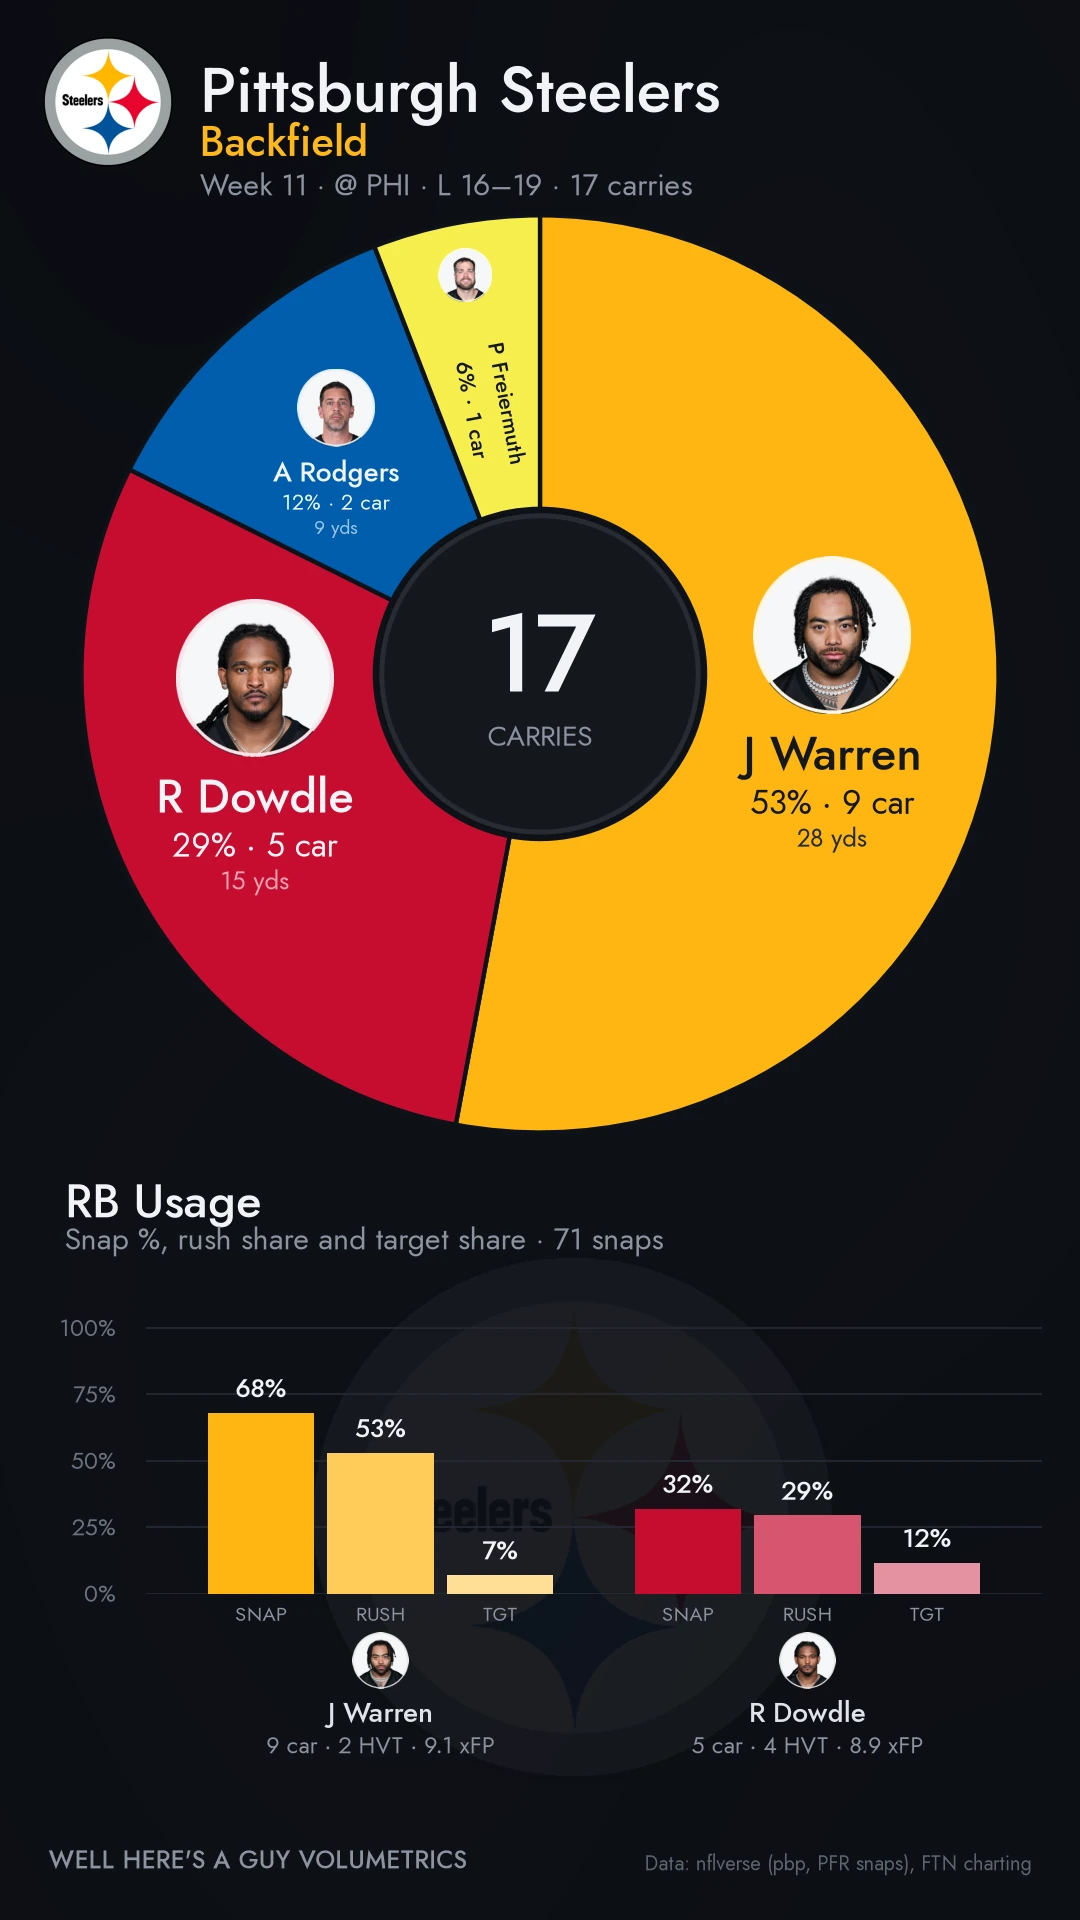 Steelers
Pittsburgh Steelers
Backfield
Week 11 · @ PHI · L 16–19 · 17 carries
P Freiermuth
6% · 1 car
A Rodgers
12% · 2 car
9 yds
17
CARRIES
J Warren
53% · 9 car
28 yds
R Dowdle
29% · 5 car
15 yds
RB Usage
Snap %, rush share and target share · 71 snaps
100%
75%
50%
25%
0%
68%
53%
7%
32%
29%
12%
eelers
SNAP RUSH TGT SNAP RUSH TGT
J Warren
9 car · 2 HVT · 9.1 xFP
R Dowdle
5 car · 4 HVT · 8.9 xFP
WELL HERE'S A GUY VOLUMETRICS
Data: nflverse (pbp, PFR snaps), FTN charting